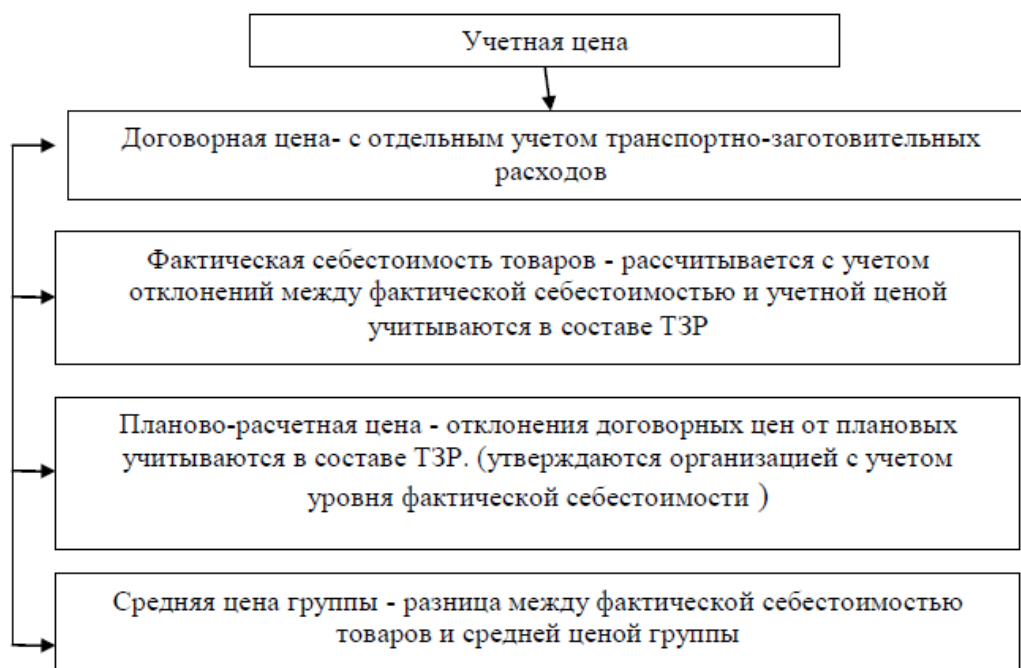 Учетная цена
Договорная цена- с отдельным учетом транспортно-заготовительных
расходов
Фактическая себестоимость товаров - рассчитывается с учетом
отклонений между фактической себестоимостью и учетной ценой
учитываются в составе ТЗР
Планово-расчетная цена - отклонения договорных цен от плановых
учитываются в составе ТЗР. (утверждаются организацией с учетом
уровня фактической себестоимости )
Средняя цена группы - разница между фактической себестоимостью
товаров и средней ценой группы